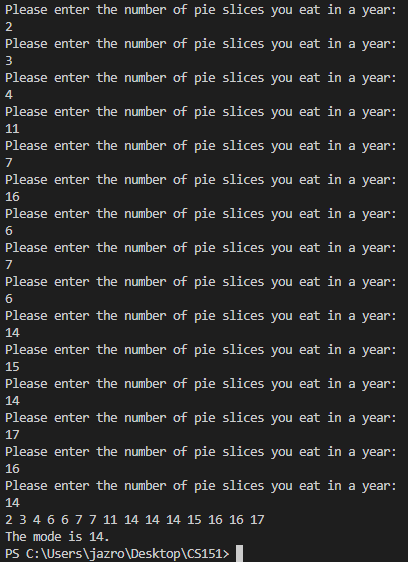 Please enter the number of pie slices you eat in a year:
2
Please enter the number of pie slices you eat in a year:
3
Please enter the number of pie slices you eat in a year:
4
Please enter the number of pie slices you eat in a year:
11
Please enter the number of pie slices you eat in a year:
7
Please enter the number of pie slices you eat in a year:
16
Please enter the number of pie slices you eat in a year:
6
Please enter the number of pie slices you eat in a year:
7
Please enter the number of pie slices you eat in a year:
6
Please enter the number of pie slices you eat in a year:
14
Please enter the number of pie slices you eat in a year:
15
Please enter the number of pie slices you eat in a year:
14
Please enter the number of pie slices you eat in a year:
17
Please enter the number of pie slices you eat in a year:
16
Please enter the number of pie slices you eat in a year:
14
2 3 4 6 6 7 7 11 14 14 14 15 16 16 17
The mode is 14.
PS C:\Users\jazro\Desktop\CS151>